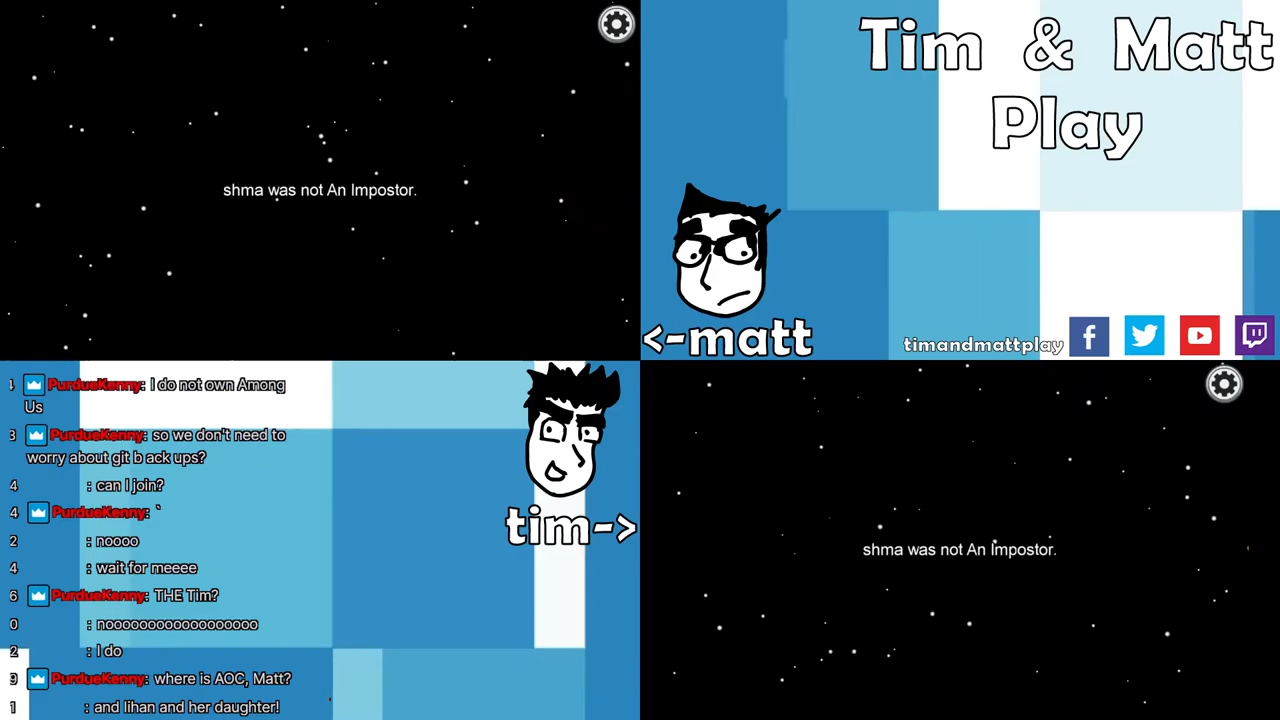 shma was not An Impostor.
Tim & Matt
Play
<-matt
timandmattplay
4 PurdueKenny: I do not own Among
Us
3 PurdueKenny: so we don't need to
worry about git b ack ups?
4 : can I join?
4 PurdueKenny: `
2 : noooo
4 : wait for meeee
6 PurdueKenny: THE Tim?
0 : noooooooooooooooooo
2 : I do
9 PurdueKenny: where is AOC, Matt?
1 : and lihan and her daughter!
tim->
shma was not An Impostor.